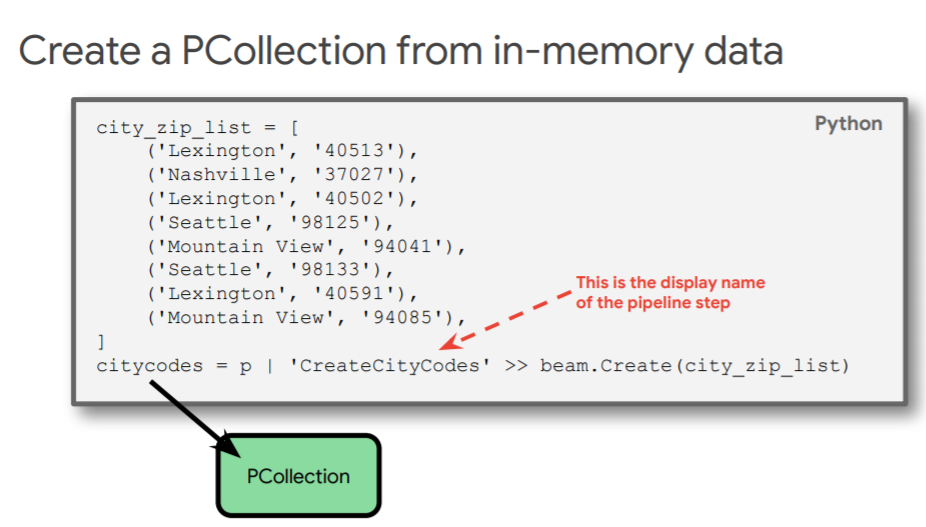 Create a PCollection from in-memory data
Python
city_zip_list = [
    ('Lexington', '40513'),
    ('Nashville', '37027'),
    ('Lexington', '40502'),
    ('Seattle', '98125'),
    ('Mountain View', '94041'),
    ('Seattle', '98133'),
    ('Lexington', '40591'),
    ('Mountain View', '94085'),
]
This is the display name
of the pipeline step
citycodes = p | 'CreateCityCodes' >> beam.Create(city_zip_list)
PCollection